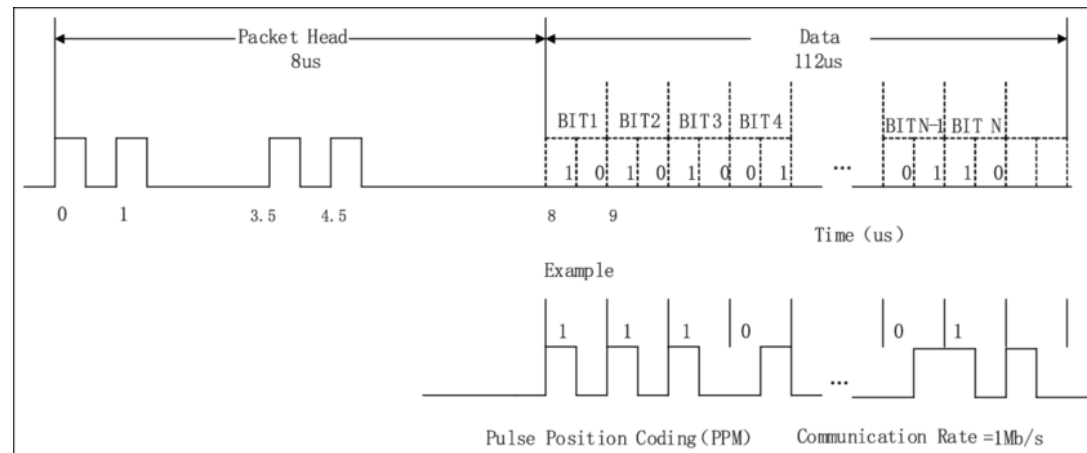 Packet Head
8us
Data
112us
BIT1 BIT2 BIT3 BIT4 BITN-1 BIT N
1 0 1 0 1 0 0 1 ... 0 1 1 0
0 1 3.5 4.5 8 9
Time (us)
Example
1 1 1 0 0 1
...
Pulse Position Coding(PPM) Communication Rate =1Mb/s